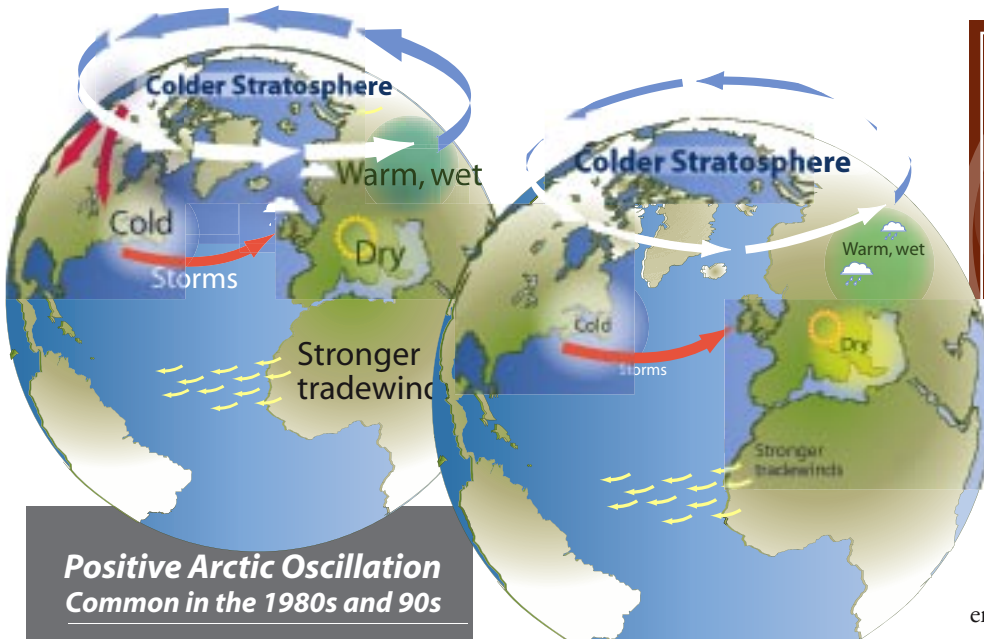 Colder Stratosphere
Warm, wet
Cold
Dry
Storms
Stronger
tradewind
Positive Arctic Oscillation
Common in the 1980s and 90s
Colder Stratosphere
Warm, wet
Cold
Dry
Storms
Stronger
tradewinds